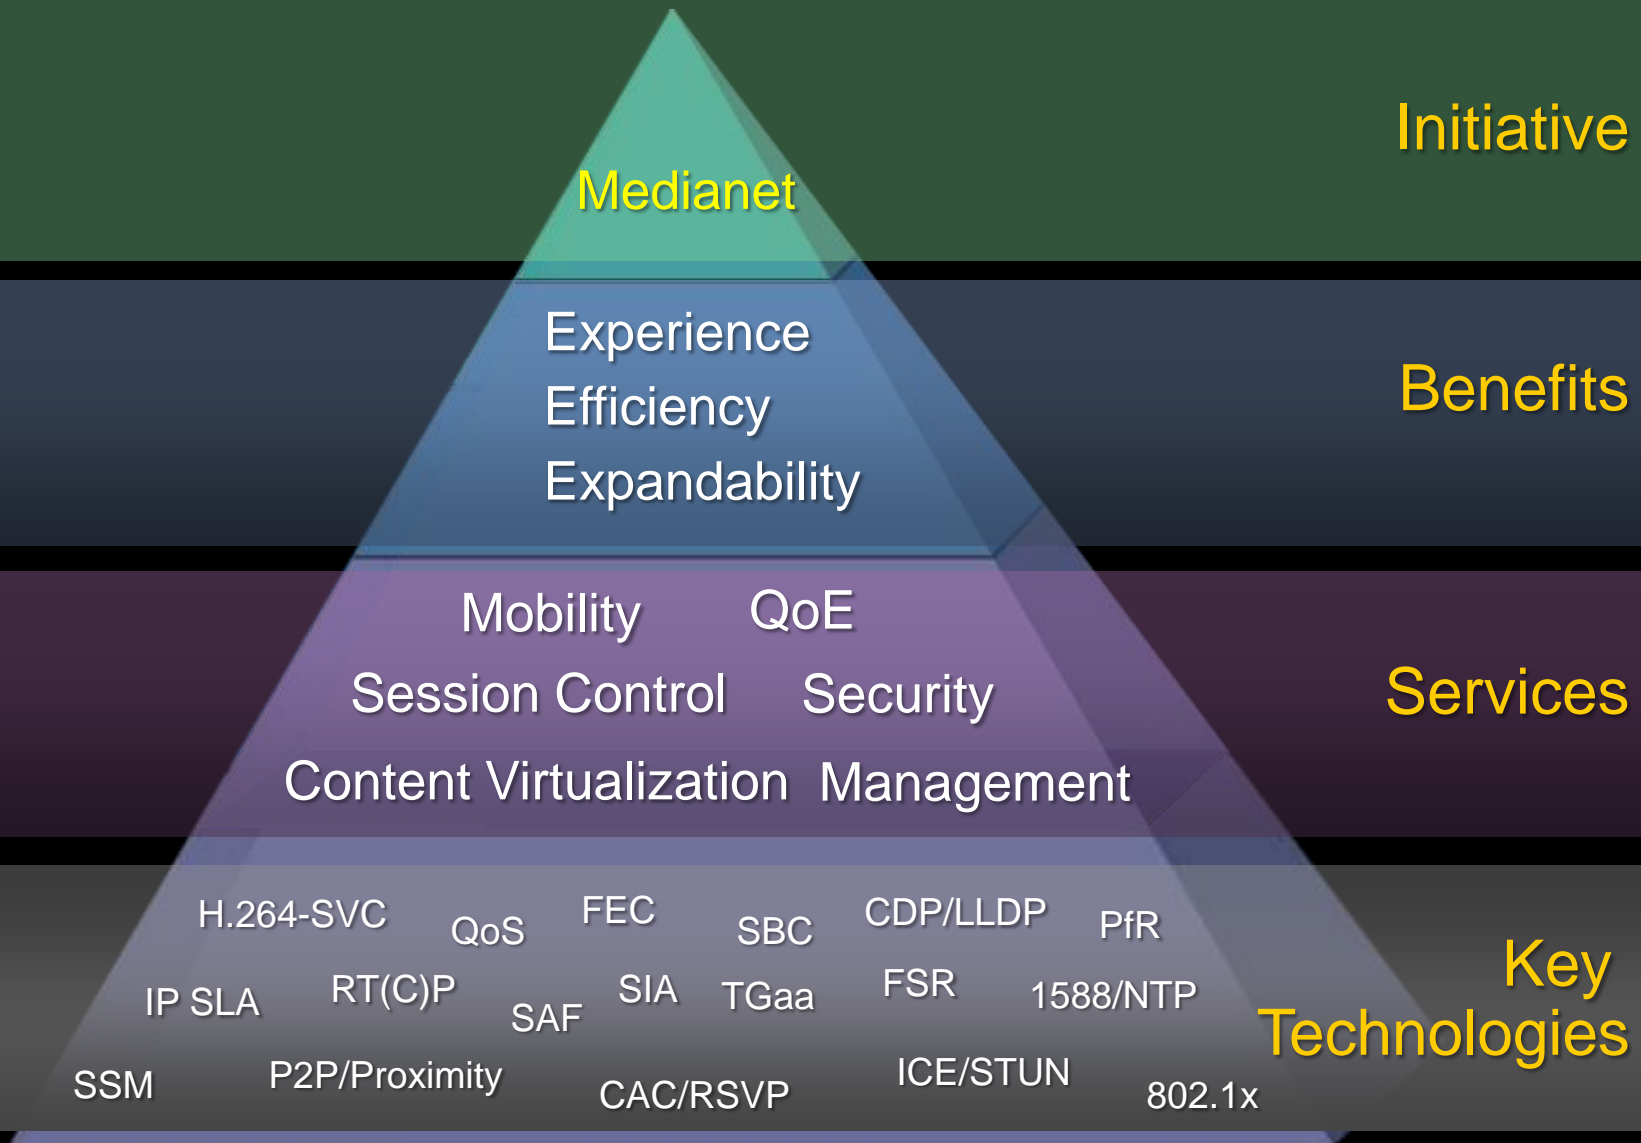 Initiative
Medianet
Experience
Efficiency
Expandability
Benefits
Mobility QoE
Session Control Security
Services
Content Virtualization Management
H.264-SVC QoS FEC SBC CDP/LLDP PfR
IP SLA RT(C)P SAF SIA TGaa FSR 1588/NTP
Key
Technologies
SSM P2P/Proximity CAC/RSVP ICE/STUN 802.1x